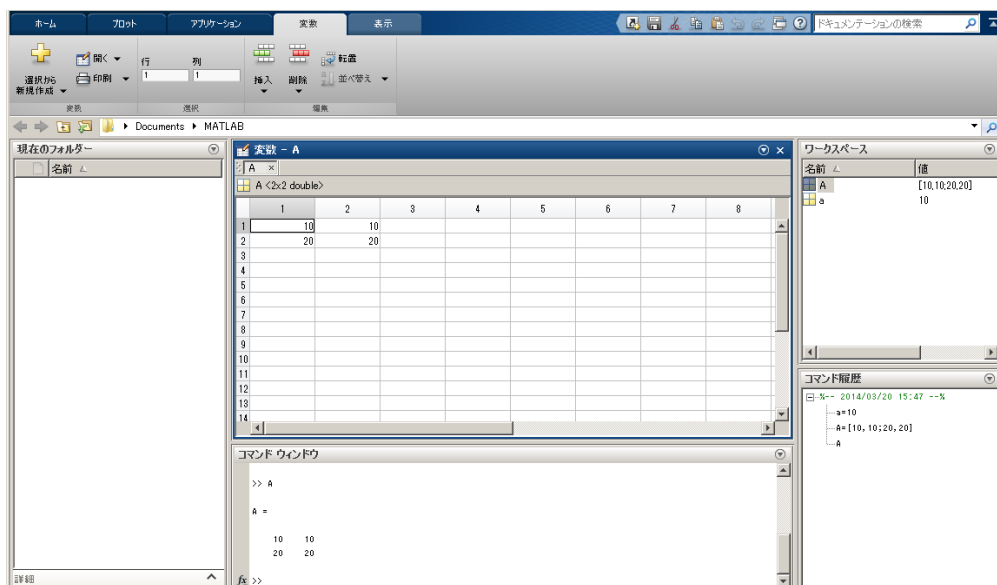 ホーム プロット アプリケーション 変数 表示
ドキュメンテーションの検索
選択から
新規作成
開く
印刷
行 列
1 1
挿入 削除
転置
並べ替え
変数 選択 編集
Documents MATLAB
現在のフォルダー
名前
詳細
変数 - A
A ×
A <2x2 double>
1 2 3 4 5 6 7 8
1 10 10
2 20 20
3
4
5
6
7
8
9
10
11
12
13
14
コマンド ウィンドウ
>> A
A =
10 10
20 20
fx >>
ワークスペース
名前 値
A [10,10;20,20]
a 10
コマンド履歴
%-- 2014/03/20 15:47 --%
a=10
A=[10,10;20,20]
A